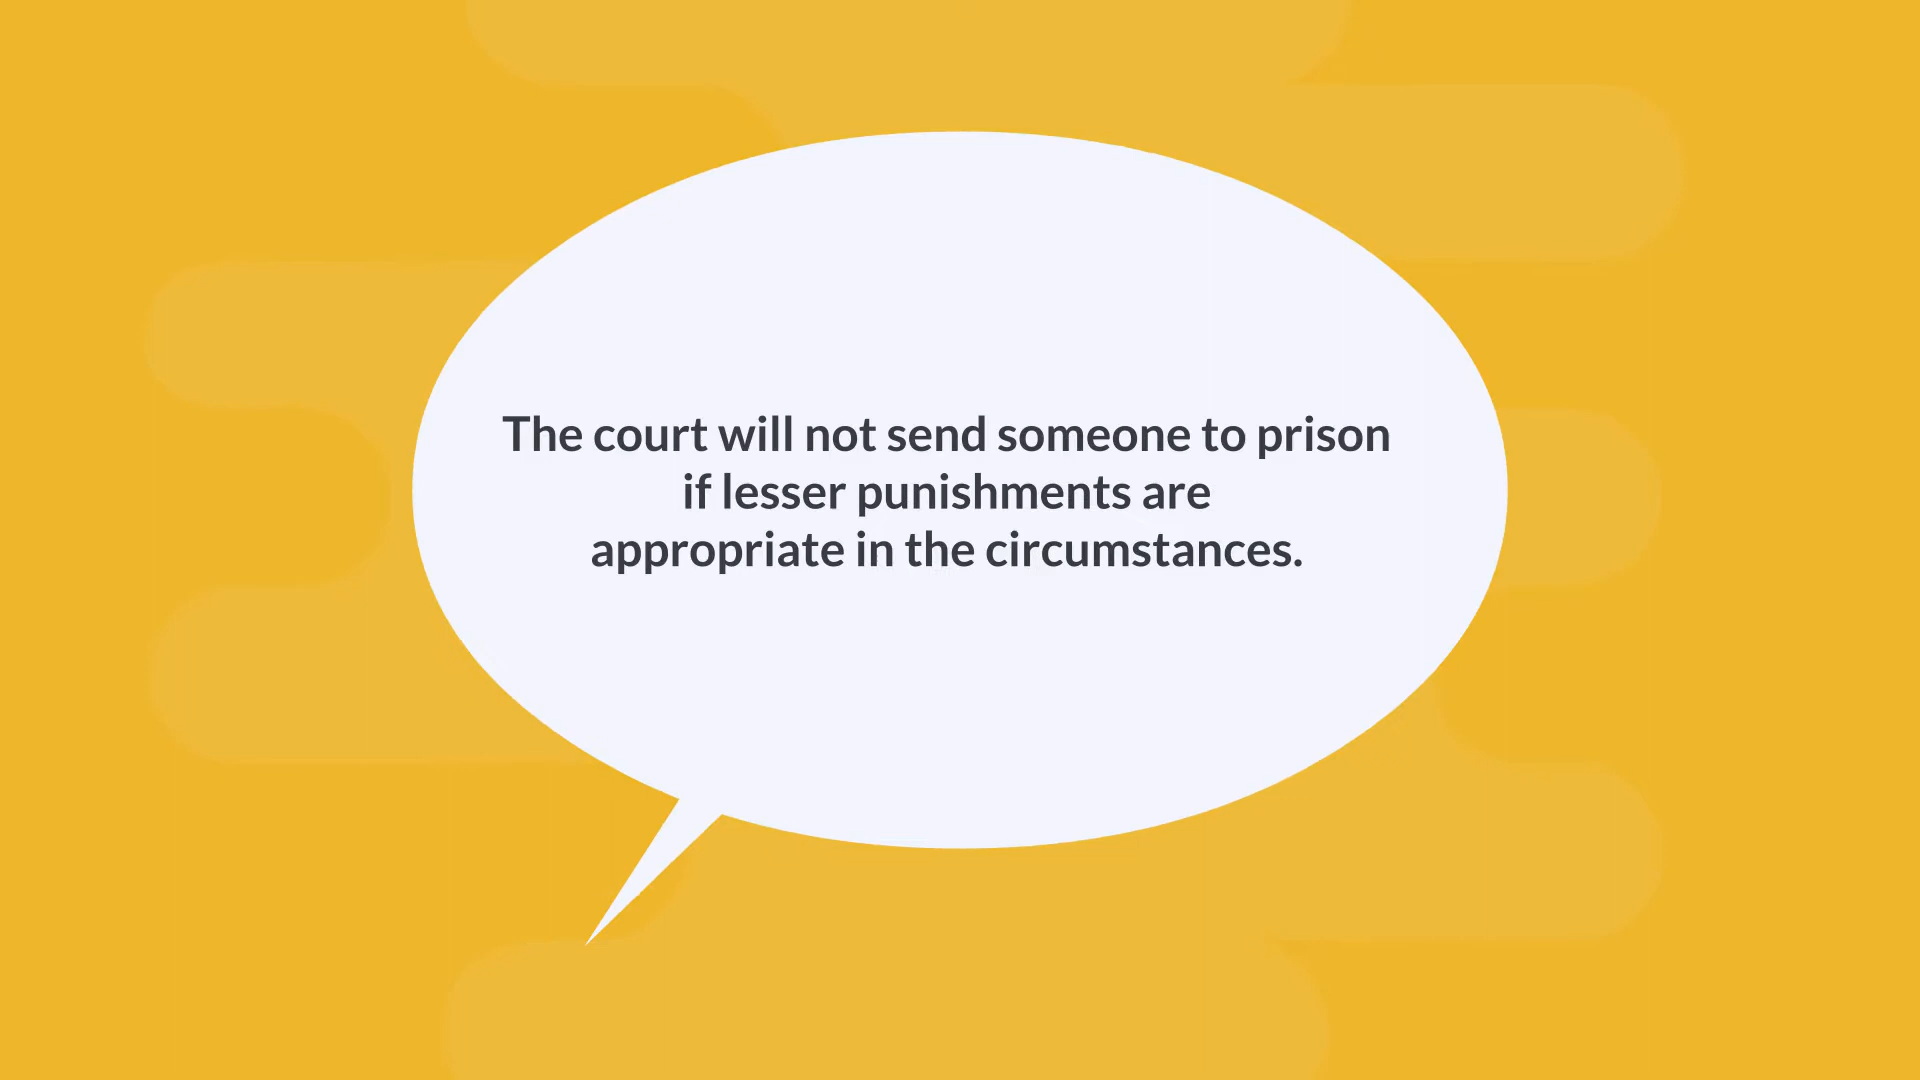 The court will not send someone to prison
if lesser punishments are
appropriate in the circumstances.